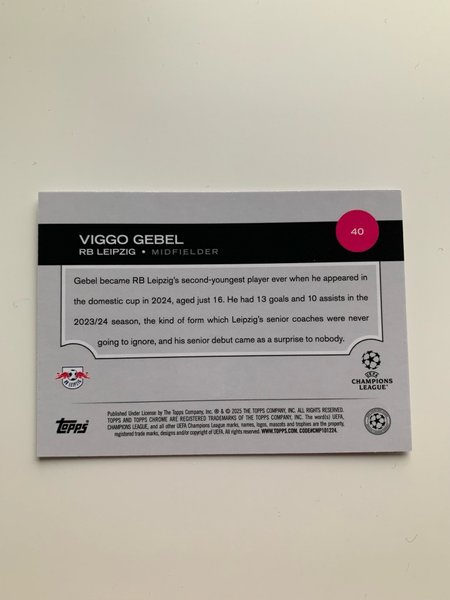 40
VIGGO GEBEL
RB LEIPZIG • MIDFIELDER
Gebel became RB Leipzig's second-youngest player ever when he appeared in
the domestic cup in 2024, aged just 16. He had 13 goals and 10 assists in the
2023/24 season, the kind of form which Leipzig's senior coaches were never
going to ignore, and his senior debut came as a surprise to nobody.
RB LEIPZIG
UEFA
CHAMPIONS
LEAGUE
Topps
Published Under License by The Topps Company, Inc. ® & © 2025 THE TOPPS COMPANY, INC. ALL RIGHTS RESERVED.
TOPPS AND TOPPS CHROME ARE REGISTERED TRADEMARKS OF THE TOPPS COMPANY, INC. The word(s) UEFA,
CHAMPIONS LEAGUE, and all other UEFA Champions League marks, names, logos, mascots and trophies are the property,
registered trade marks, designs and/or copyright of UEFA. All rights reserved. WWW.TOPPS.COM. CODE#CMP101224.